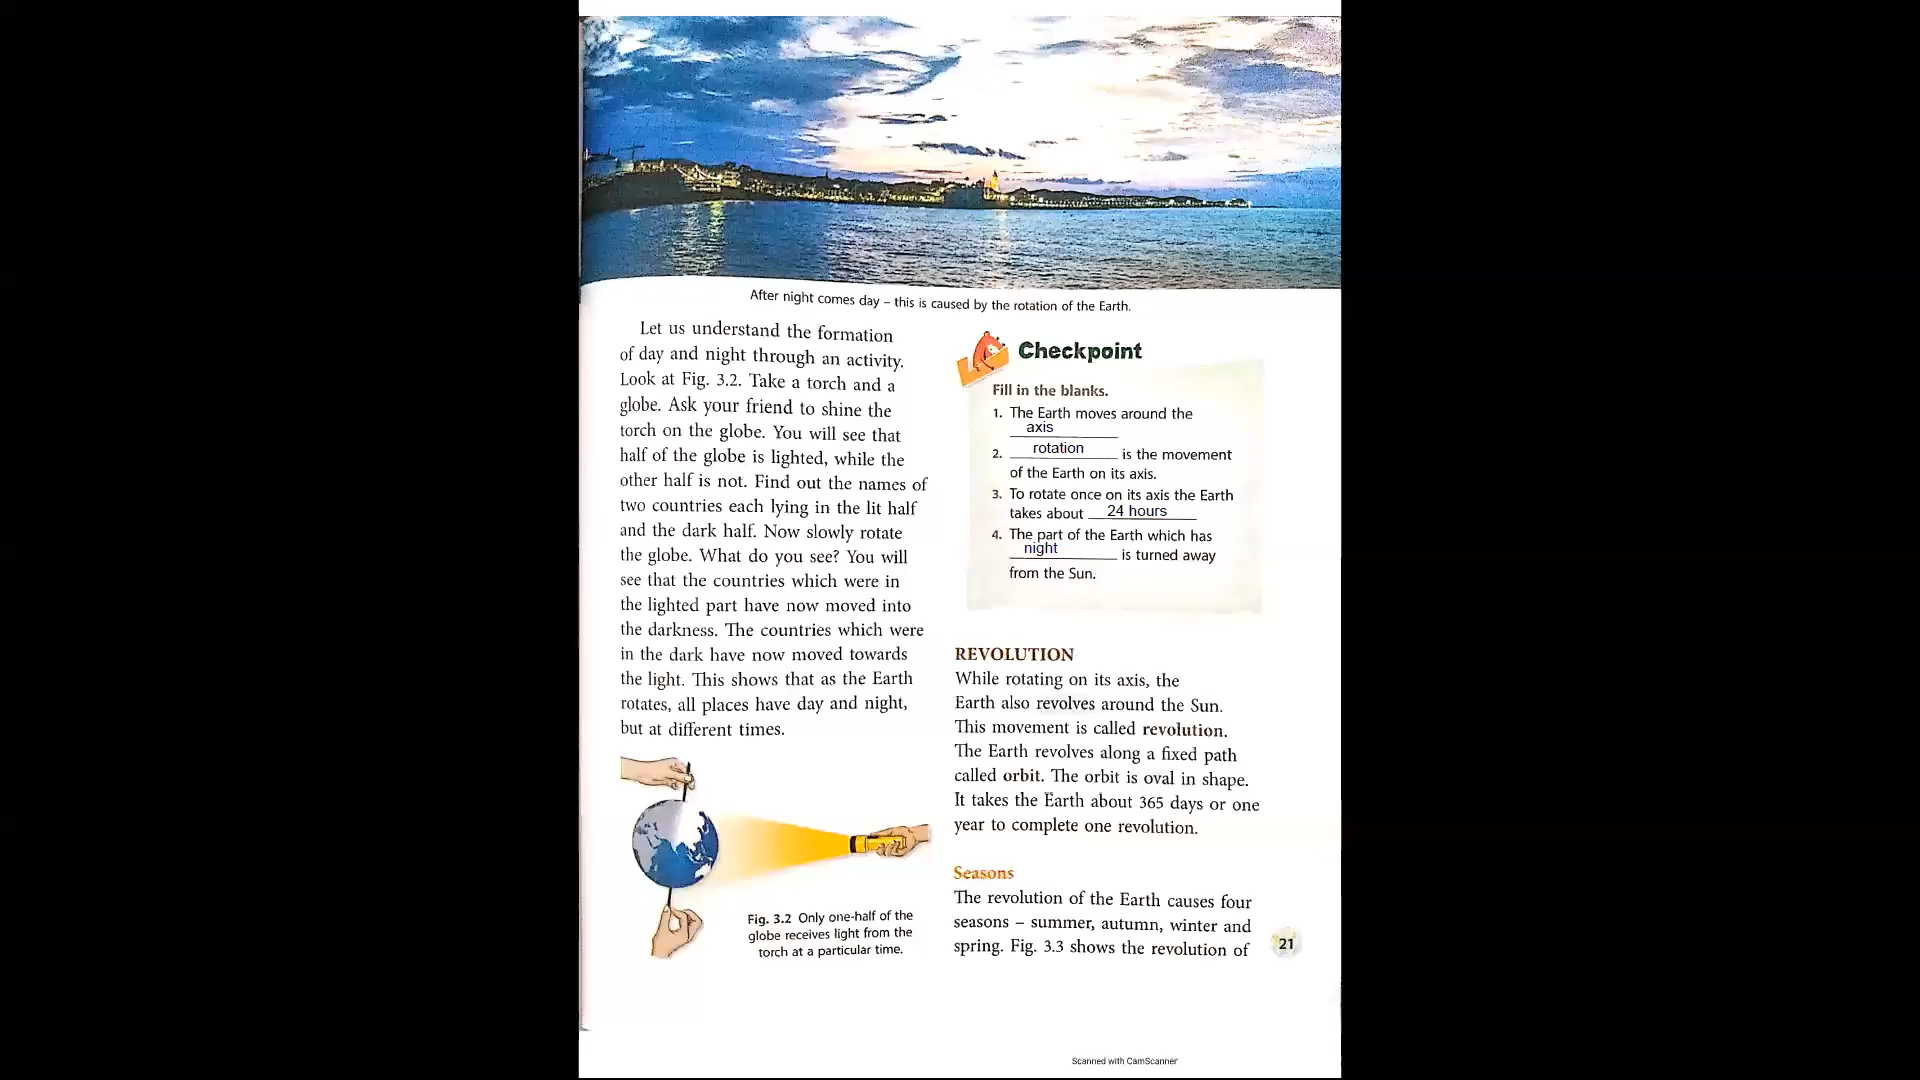 After night comes day – this is caused by the rotation of the Earth.
Let us understand the formation
of day and night through an activity.
Look at Fig. 3.2. Take a torch and a
globe. Ask your friend to shine the
torch on the globe. You will see that
half of the globe is lighted, while the
other half is not. Find out the names of
two countries each lying in the lit half
and the dark half. Now slowly rotate
the globe. What do you see? You will
see that the countries which were in
the lighted part have now moved into
the darkness. The countries which were
in the dark have now moved towards
the light. This shows that as the Earth
rotates, all places have day and night,
but at different times.
Fig. 3.2 Only one-half of the
globe receives light from the
torch at a particular time.
Checkpoint
Fill in the blanks.
1. The Earth moves around the
axis
2. rotation is the movement
of the Earth on its axis.
3. To rotate once on its axis the Earth
takes about 24 hours
4. The part of the Earth which has
night is turned away
from the Sun.
REVOLUTION
While rotating on its axis, the
Earth also revolves around the Sun.
This movement is called revolution.
The Earth revolves along a fixed path
called orbit. The orbit is oval in shape.
It takes the Earth about 365 days or one
year to complete one revolution.
Seasons
The revolution of the Earth causes four
seasons – summer, autumn, winter and
spring. Fig. 3.3 shows the revolution of
21
Scanned with CamScanner